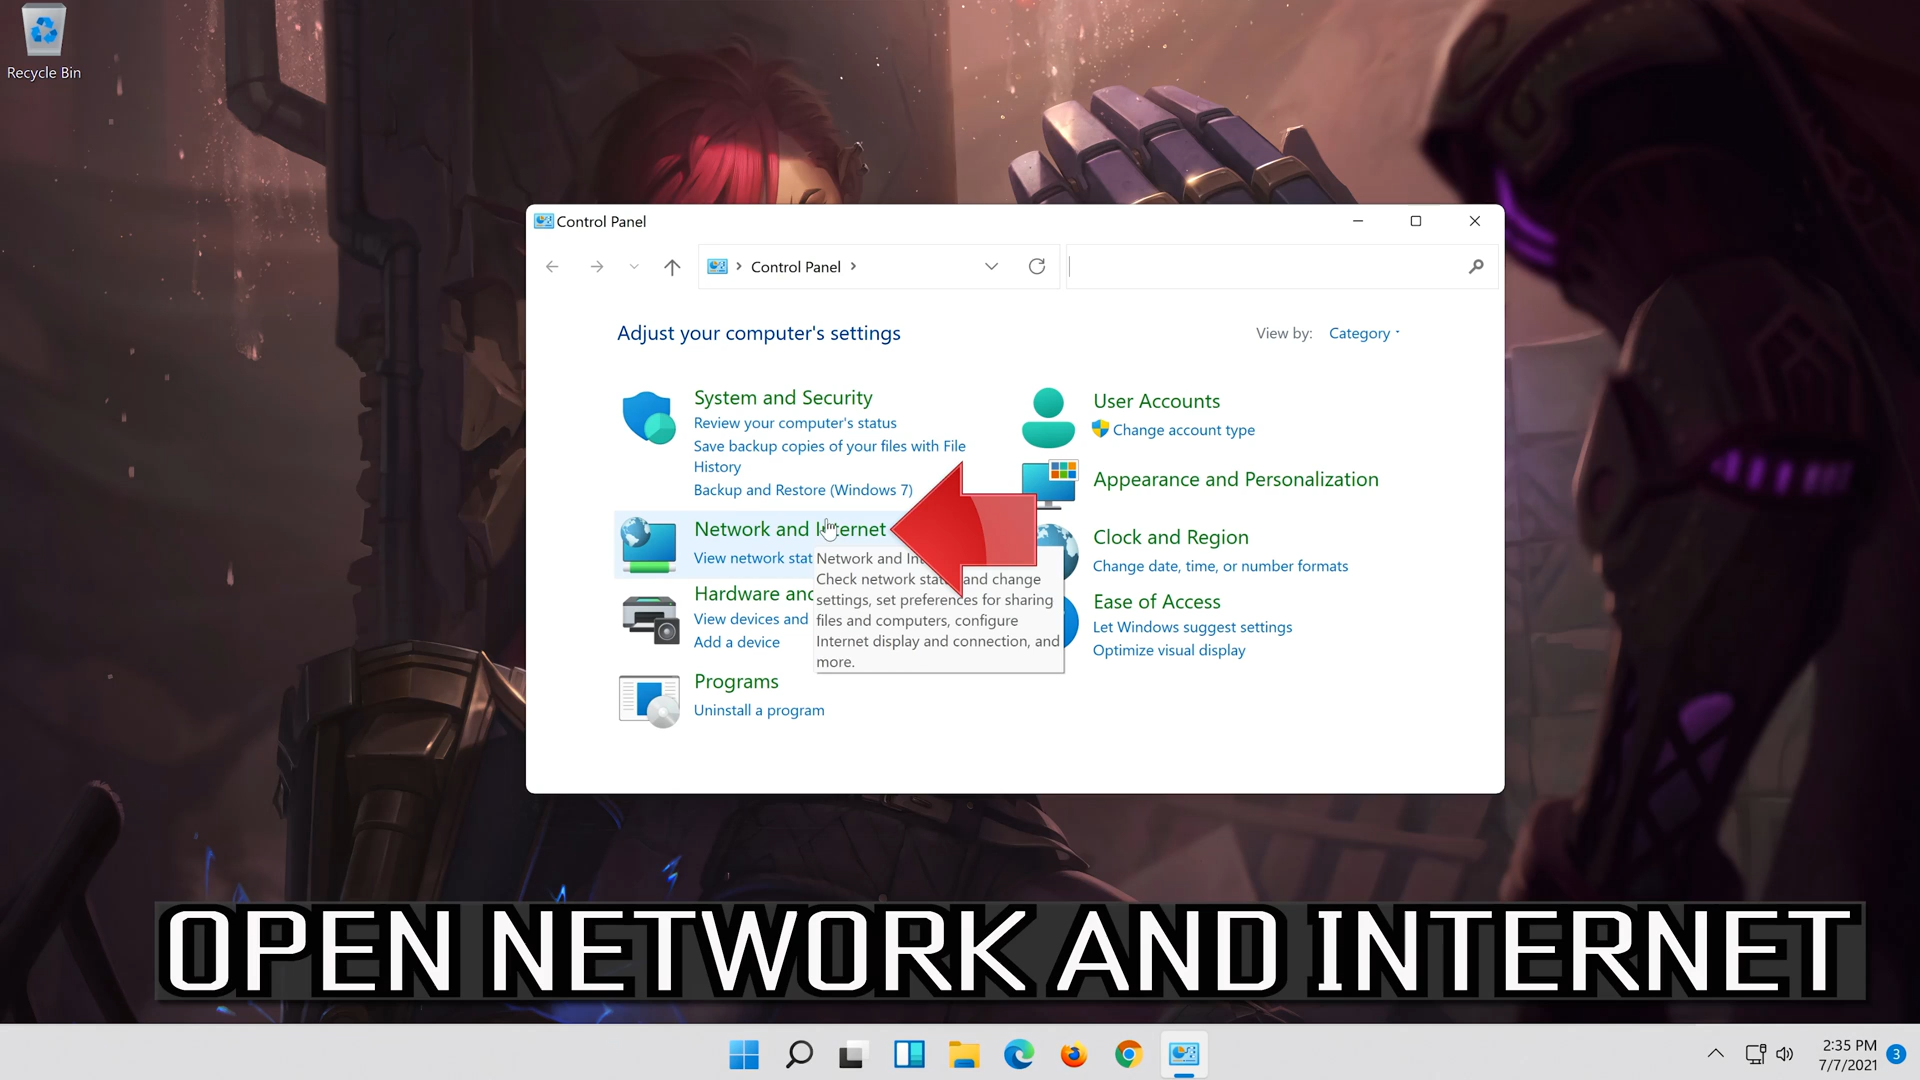 Recycle Bin
Control Panel
Control Panel
Adjust your computer's settings
View by: Category
System and Security
Review your computer's status
Save backup copies of your files with File
History
Backup and Restore (Windows 7)
Network and Internet
View network stat
Network and Int
Check network stat and change
settings, set preferences for sharing
files and computers, configure
Internet display and connection, and
more.
Hardware and
View devices and
Add a device
Programs
Uninstall a program
User Accounts
Change account type
Appearance and Personalization
Clock and Region
Change date, time, or number formats
Ease of Access
Let Windows suggest settings
Optimize visual display
OPEN NETWORK AND INTERNET
2:35 PM
7/7/2021
3